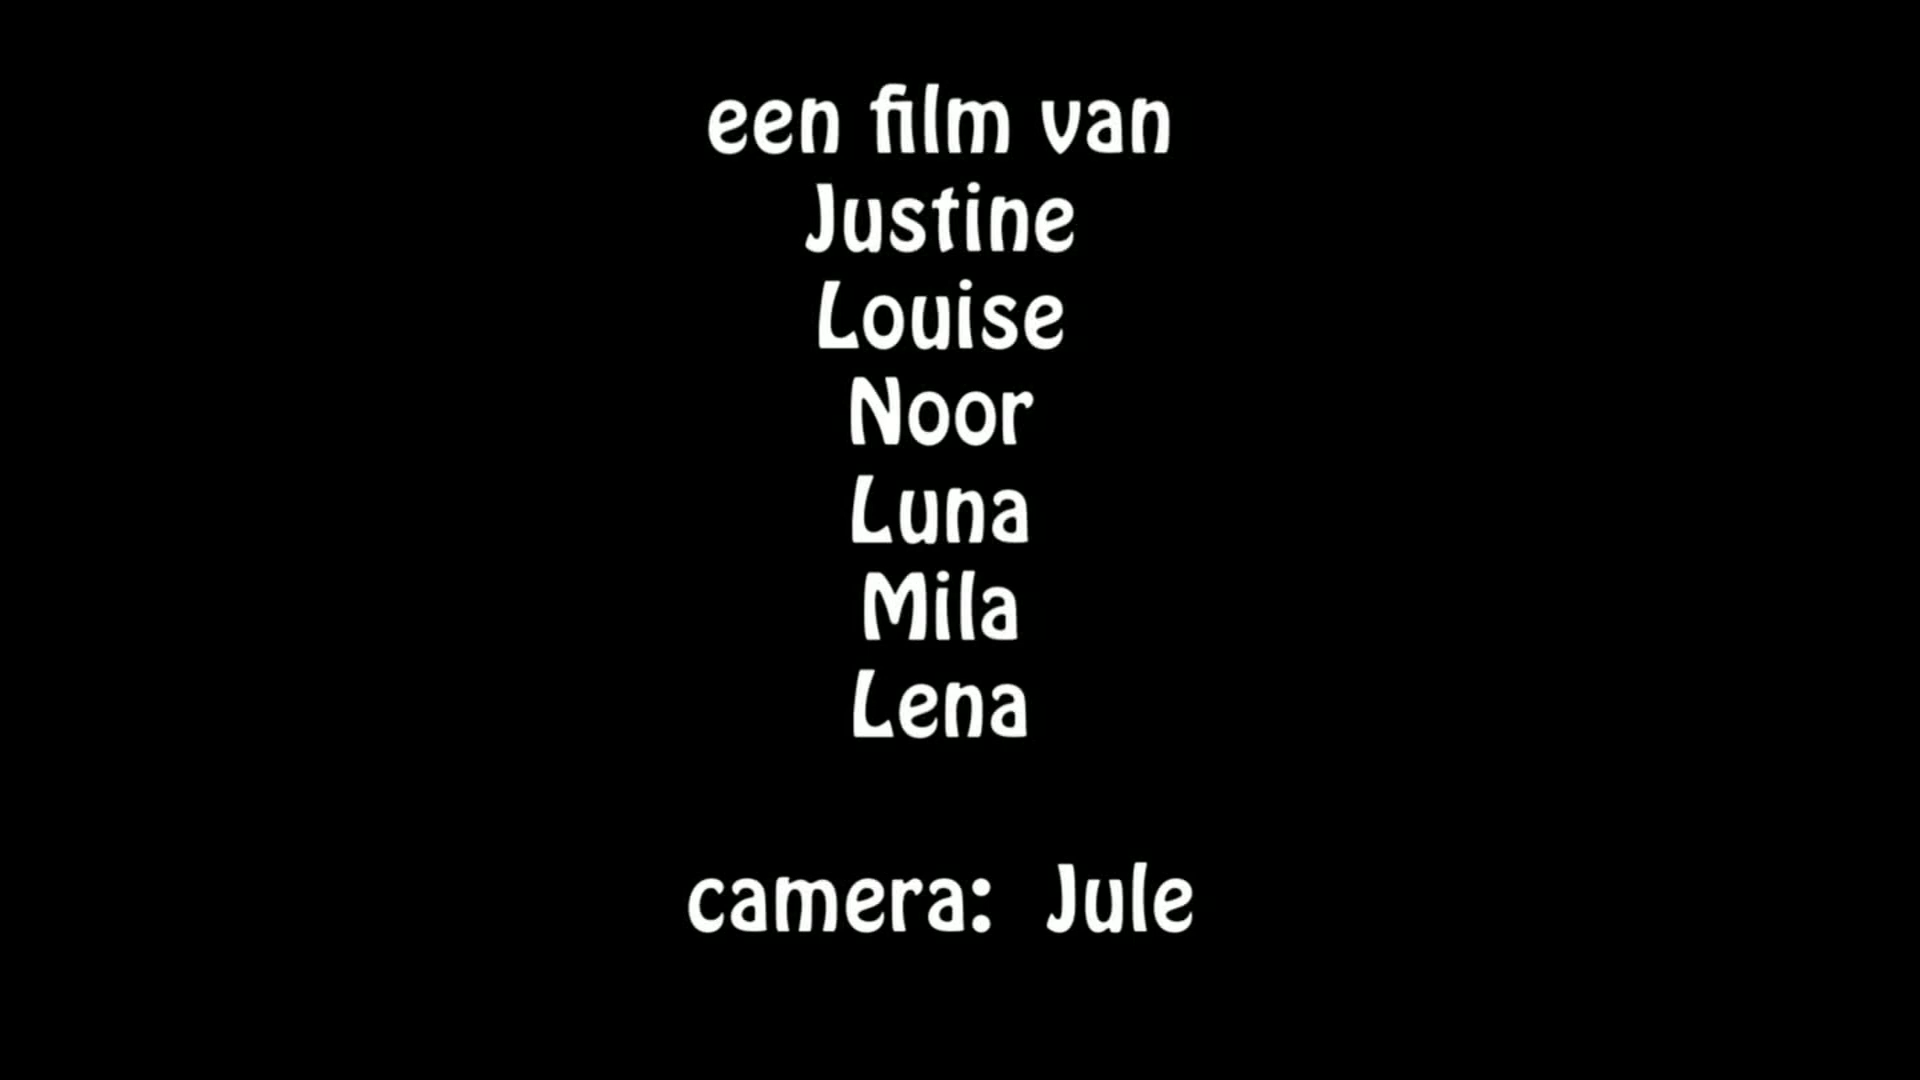 een film van
Justine
Louise
Noor
Luna
Mila
Lena
camera: Jule